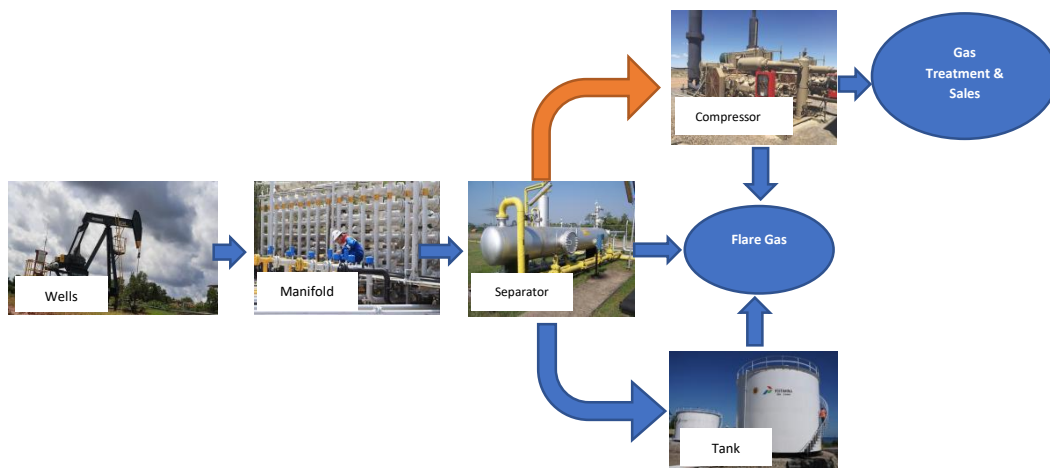 Gas
Treatment &
Sales
Compressor
Wells
Manifold
Separator
Flare Gas
Tank